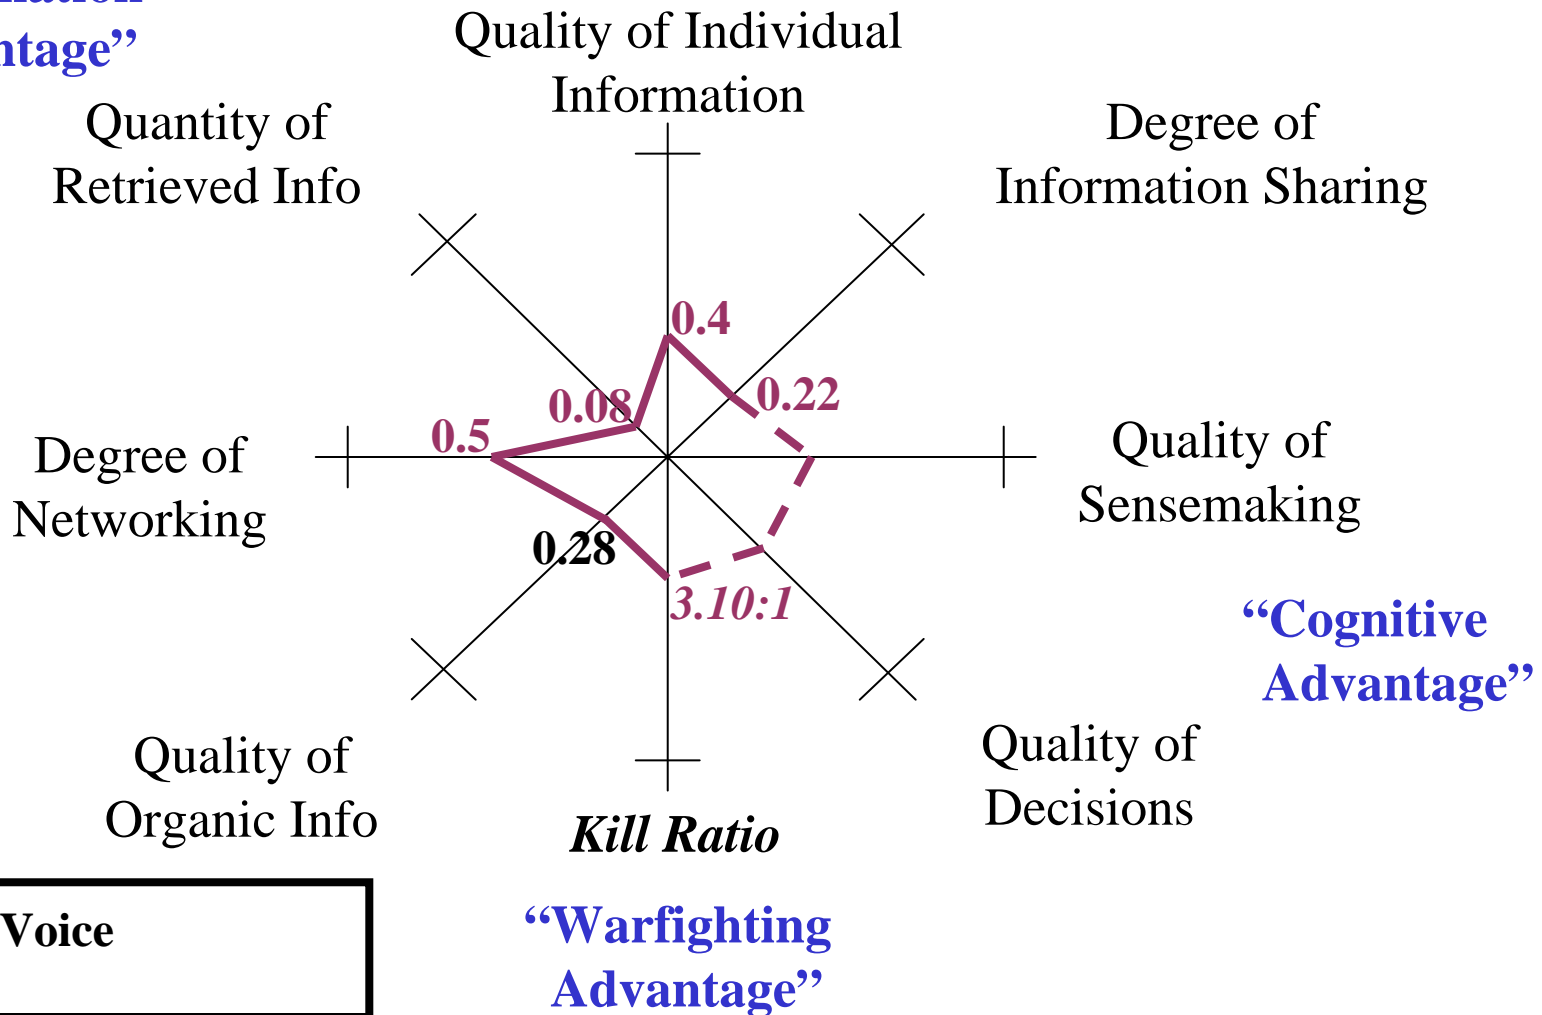 ntage”
Quality of Individual
Information
Quantity of
Retrieved Info
Degree of
Information Sharing
0.4
0.08
0.22
0.5
Degree of
Networking
Quality of
Sensemaking
0.28
3.10:1
“Cognitive
Advantage”
Quality of
Organic Info
Quality of
Decisions
Kill Ratio
“Warfighting
Advantage”
Voice